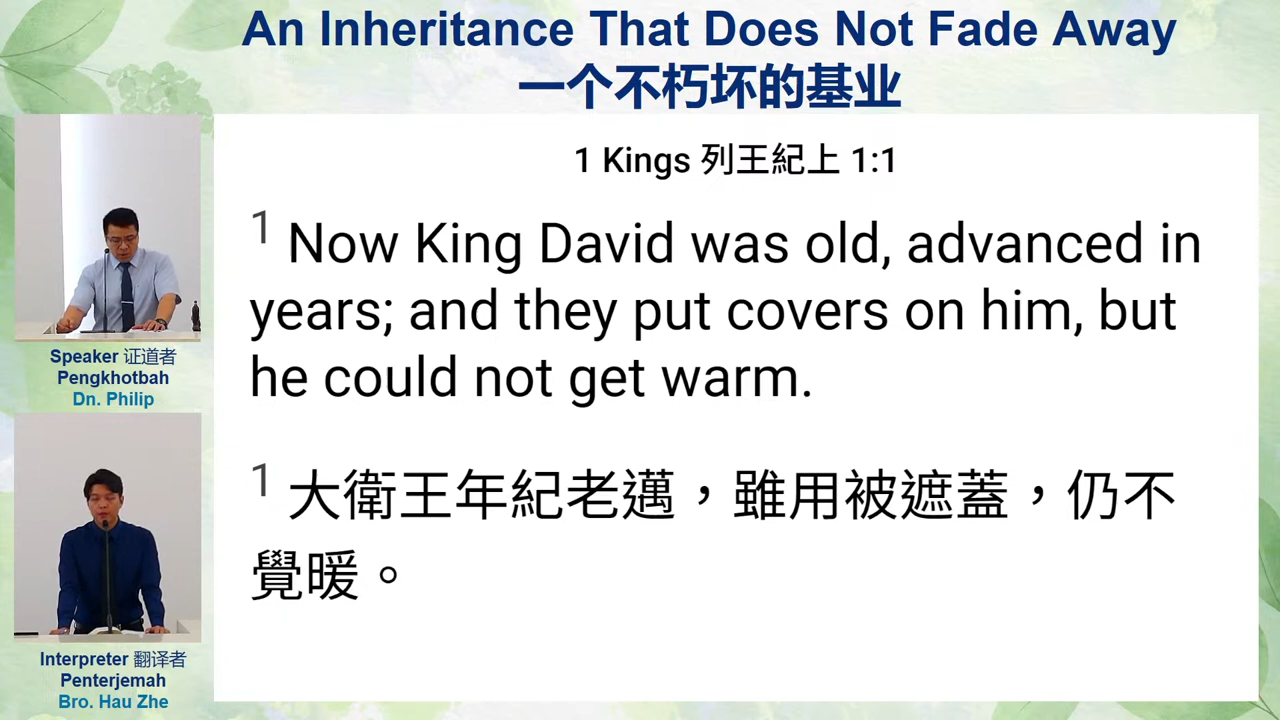 An Inheritance That Does Not Fade Away
一个不朽坏的基业
1 Kings 列王紀上 1:1
1 Now King David was old, advanced in
years; and they put covers on him, but
he could not get warm.
1 大衛王年紀老邁，雖用被遮蓋，仍不
覺暖。
Speaker 证道者
Pengkhotbah
Dn. Philip
Interpreter 翻译者
Penterjemah
Bro. Hau Zhe